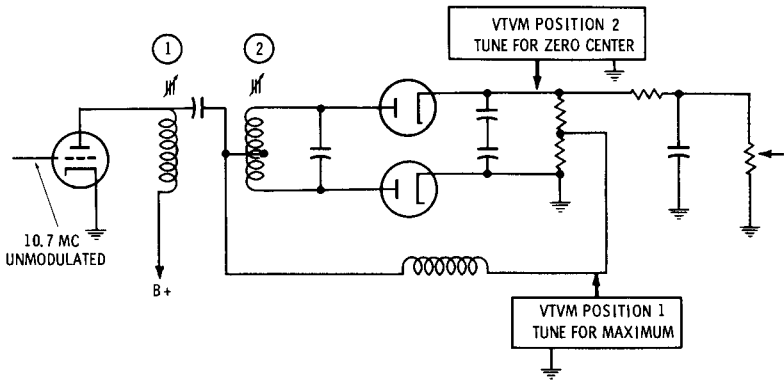 VTVM POSITION 2
TUNE FOR ZERO CENTER
1
2
10.7 MC
UNMODULATED
B+
VTVM POSITION 1
TUNE FOR MAXIMUM